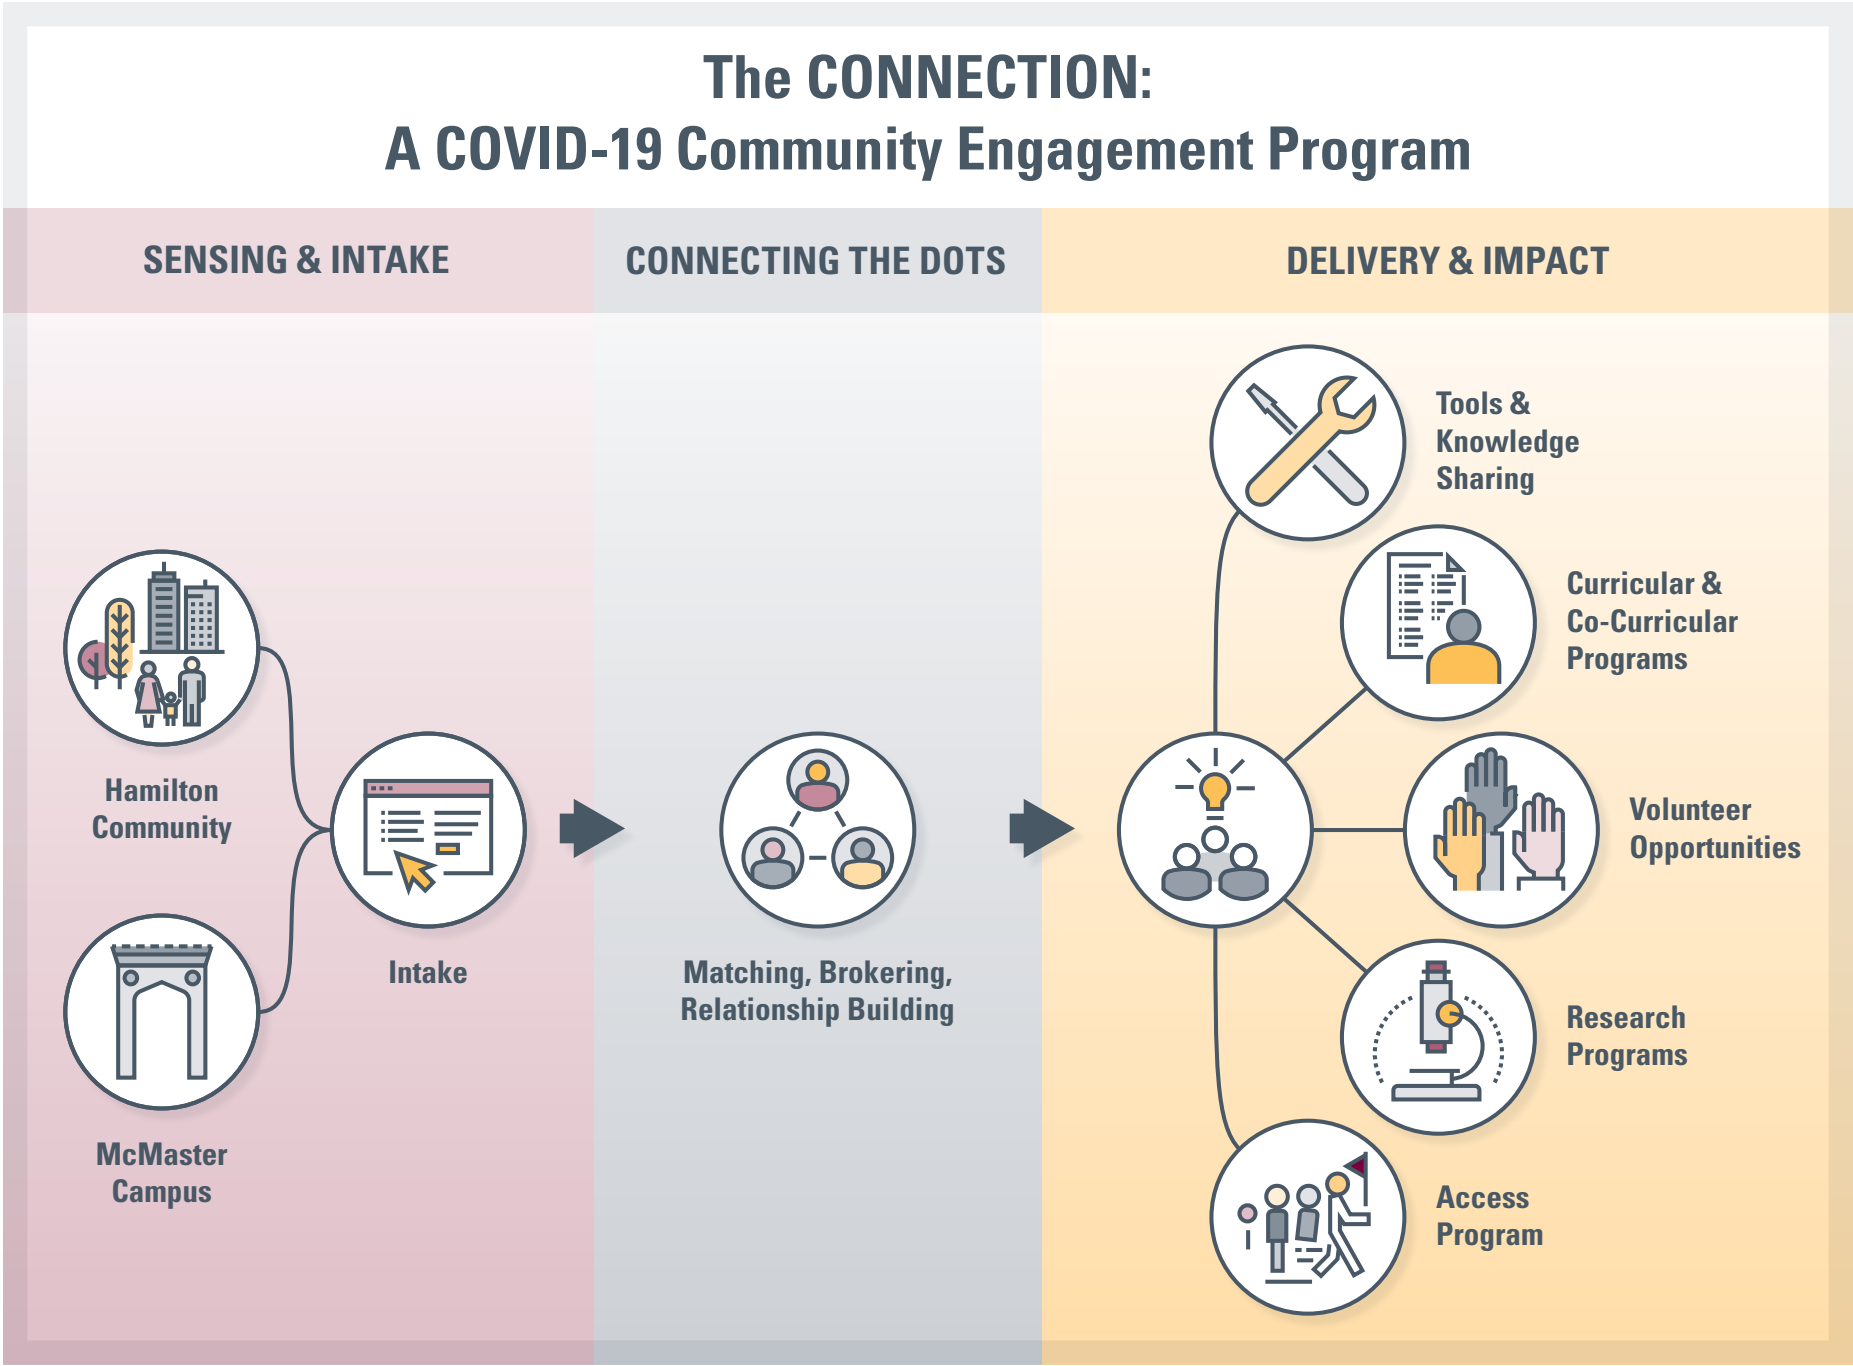 The CONNECTION:
A COVID-19 Community Engagement Program
SENSING & INTAKE
CONNECTING THE DOTS
DELIVERY & IMPACT
Hamilton
Community
McMaster
Campus
Intake
Matching, Brokering,
Relationship Building
Tools &
Knowledge
Sharing
Curricular &
Co-Curricular
Programs
Volunteer
Opportunities
Research
Programs
Access
Program